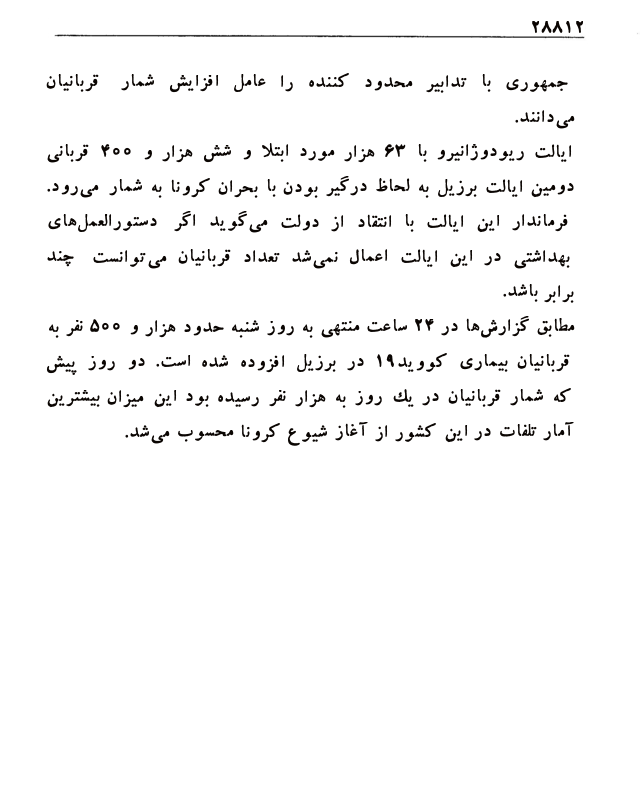 ۲۸۸۱۲
جمهوری با تدابیر محدود کننده را عامل افزایش شمار قربانیان
می‌دانند.
ایالت ریودوژانیرو با ۶۳ هزار مورد ابتلا و شش هزار و ۴۰۰ قربانی
دومین ایالت برزیل به لحاظ درگیر بودن با بحران کرونا به شمار می‌رود.
فرماندار این ایالت با انتقاد از دولت می‌گوید اگر دستورالعمل‌های
بهداشتی در این ایالت اعمال نمی‌شد تعداد قربانیان می‌توانست چند
برابر باشد.
مطابق گزارش‌ها در ۲۴ ساعت منتهی به روز شنبه حدود هزار و ۵۰۰ نفر به
قربانیان بیماری کووید۱۹ در برزیل افزوده شده است. دو روز پیش
که شمار قربانیان در یك روز به هزار نفر رسیده بود این میزان بیشترین
آمار تلفات در این کشور از آغاز شیوع کرونا محسوب می‌شد.